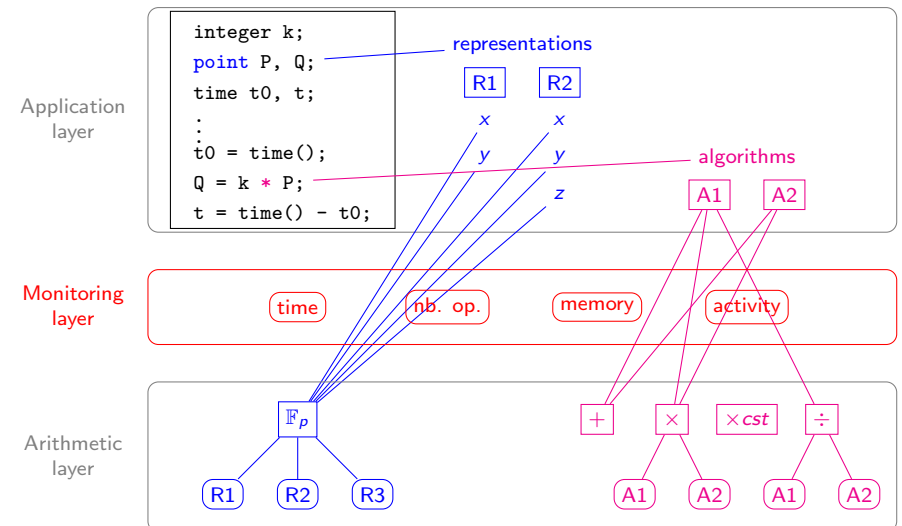 integer k;
point P, Q;
time t0, t;
⋮
t0 = time();
Q = k * P;
t = time() - t0;
representations
R1 R2
x x
y y
z
algorithms
A1 A2
Application
layer
Monitoring
layer
time nb. op. memory activity
Arithmetic
layer
𝔽p + × ×cst ÷
R1 R2 R3 A1 A2 A1 A2